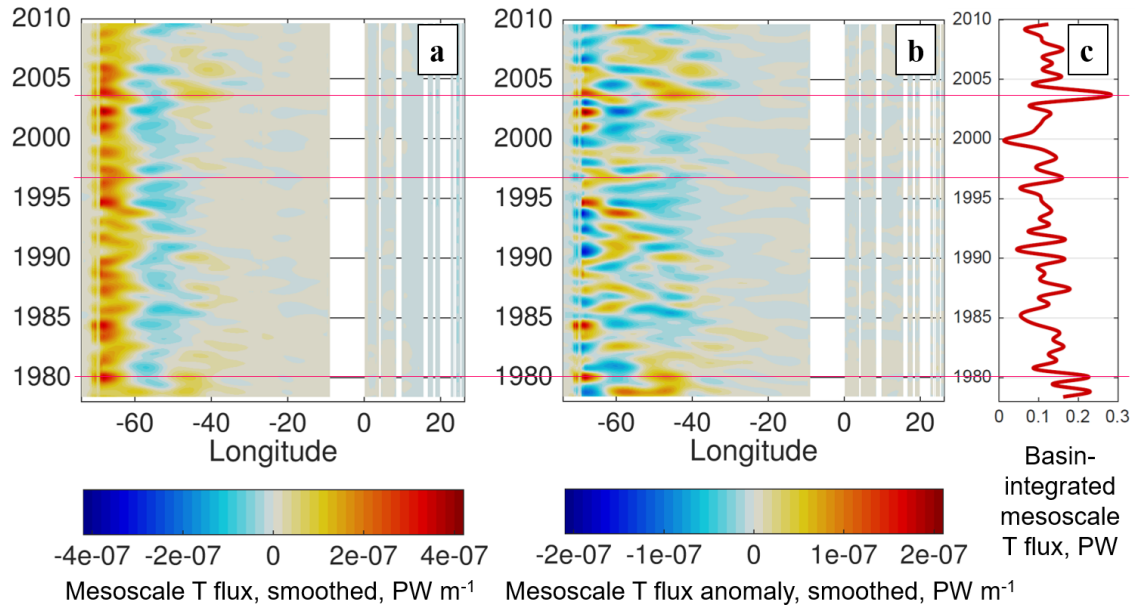 2010
2005
2000
1995
1990
1985
1980
a
-60 -40 -20 0 20
Longitude
-4e-07 -2e-07 0 2e-07 4e-07
Mesoscale T flux, smoothed, PW m⁻¹
2010
2005
2000
1995
1990
1985
1980
b
-60 -40 -20 0 20
Longitude
-2e-07 -1e-07 0 1e-07 2e-07
Mesoscale T flux anomaly, smoothed, PW m⁻¹
2010
2005
2000
1995
1990
1985
1980
c
0 0.1 0.2 0.3
Basin-
integrated
mesoscale
T flux, PW